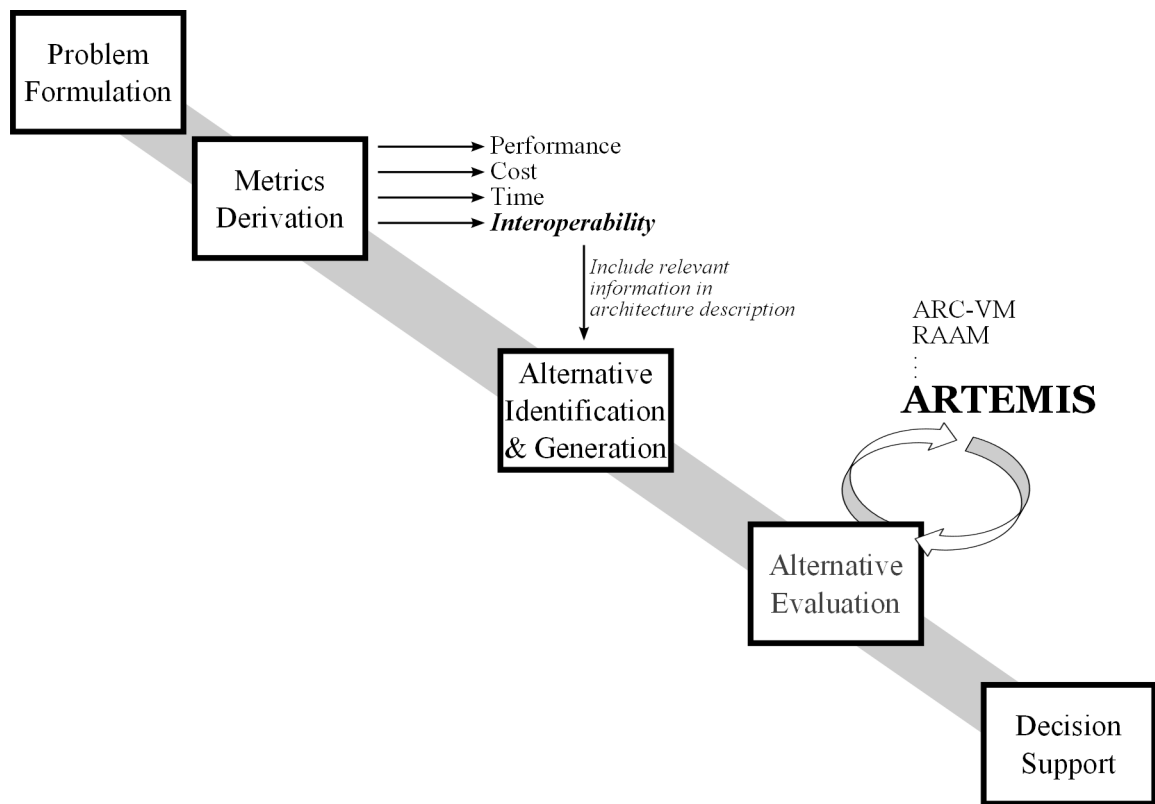 Problem
Formulation
Metrics
Derivation
Performance
Cost
Time
Interoperability
Include relevant
information in
architecture description
Alternative
Identification
& Generation
ARC-VM
RAAM
ARTEMIS
Alternative
Evaluation
Decision
Support